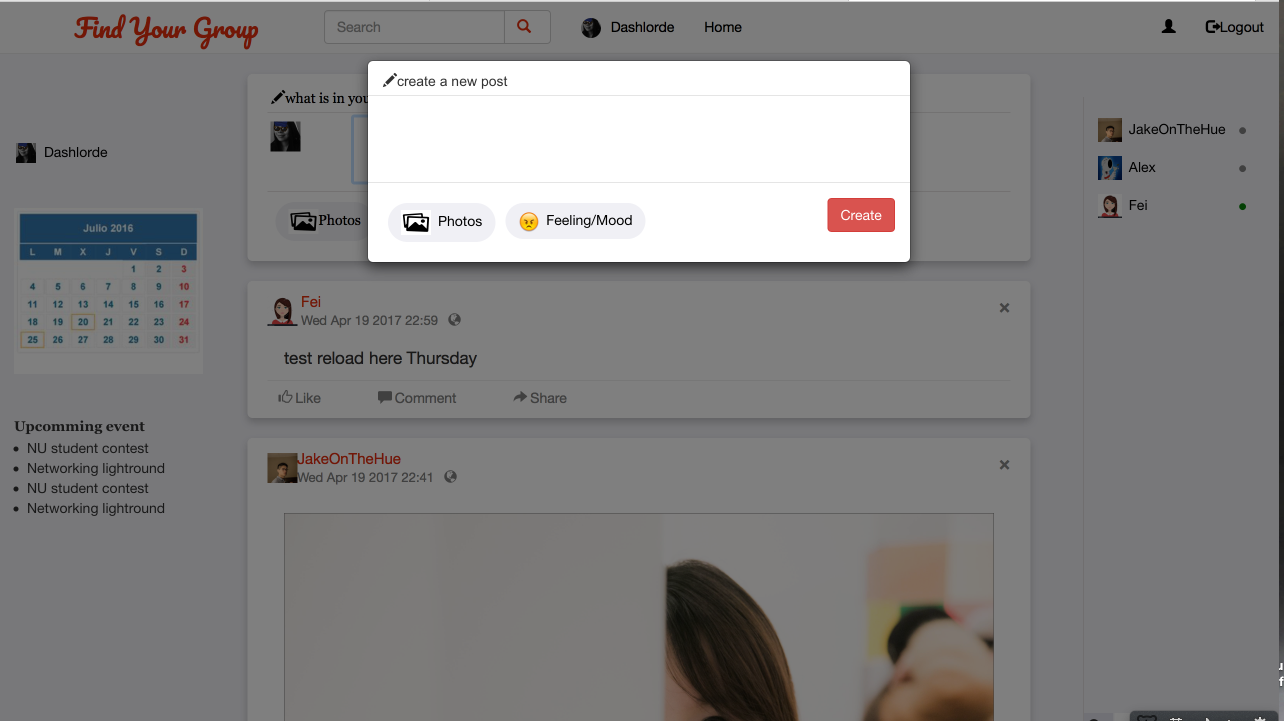 Find Your Group
Search
Dashlorde
Home
Logout
create a new post
Photos
Feeling/Mood
Create
what is in you
Photos
Dashlorde
Julio 2016
L M X J V S D
1 2 3
4 5 6 7 8 9 10
11 12 13 14 15 16 17
18 19 20 21 22 23 24
25 26 27 28 29 30 31
Upcomming event
NU student contest
Networking lightround
NU student contest
Networking lightround
Fei
Wed Apr 19 2017 22:59
test reload here Thursday
Like Comment Share
JakeOnTheHue
Wed Apr 19 2017 22:41
JakeOnTheHue
Alex
Fei